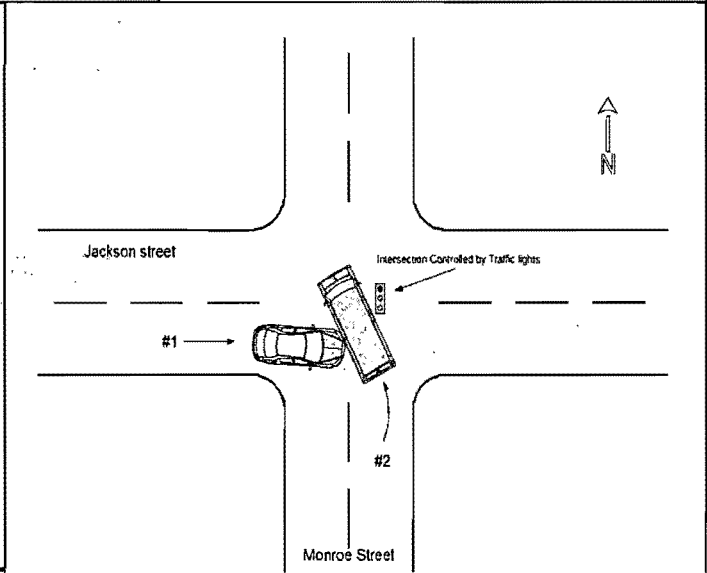 N
Jackson street
Intersection Controlled by Traffic lights
#1
#2
Monroe Street